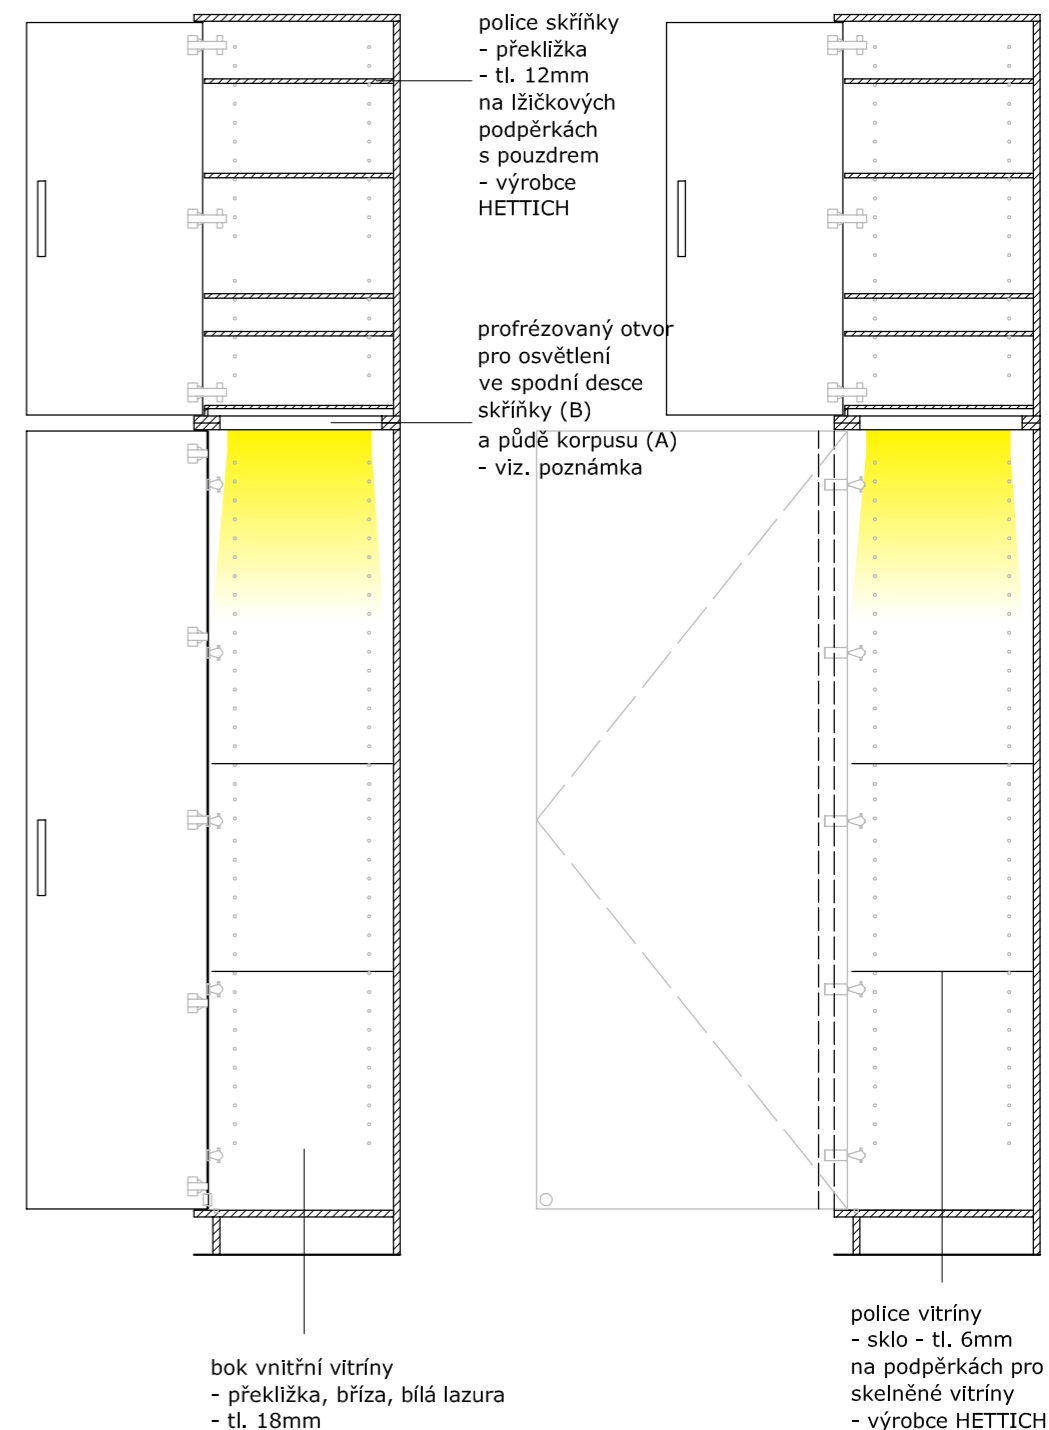 police skříňky
- překližka
- tl. 12mm
na lžičkových
podpěrkách
s pouzdrem
- výrobce
HETTICH
profrézovaný otvor
pro osvětlení
ve spodní desce
skříňky (B)
a půdě korpusu (A)
- viz. poznámka
police vitríny
- sklo - tl. 6mm
na podpěrkách pro
skelněné vitríny
- výrobce HETTICH
bok vnitřní vitríny
- překližka, bříza, bílá lazura
- tl. 18mm